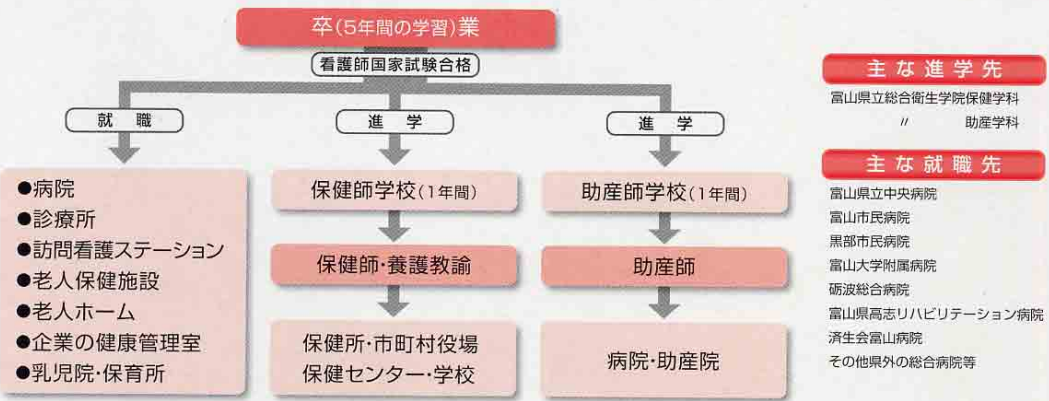 卒(5年間の学習)業
看護師国家試験合格
就職
進学
進学
●病院
●診療所
●訪問看護ステーション
●老人保健施設
●老人ホーム
●企業の健康管理室
●乳児院・保育所
保健師学校(1年間)
保健師・養護教諭
保健所・市町村役場
保健センター・学校
助産師学校(1年間)
助産師
病院・助産院
主な進学先
富山県立総合衛生学院保健学科
〃 助産学科
主な就職先
富山県立中央病院
富山市民病院
黒部市民病院
富山大学附属病院
砺波総合病院
富山県高志リハビリテーション病院
済生会富山病院
その他県外の総合病院等